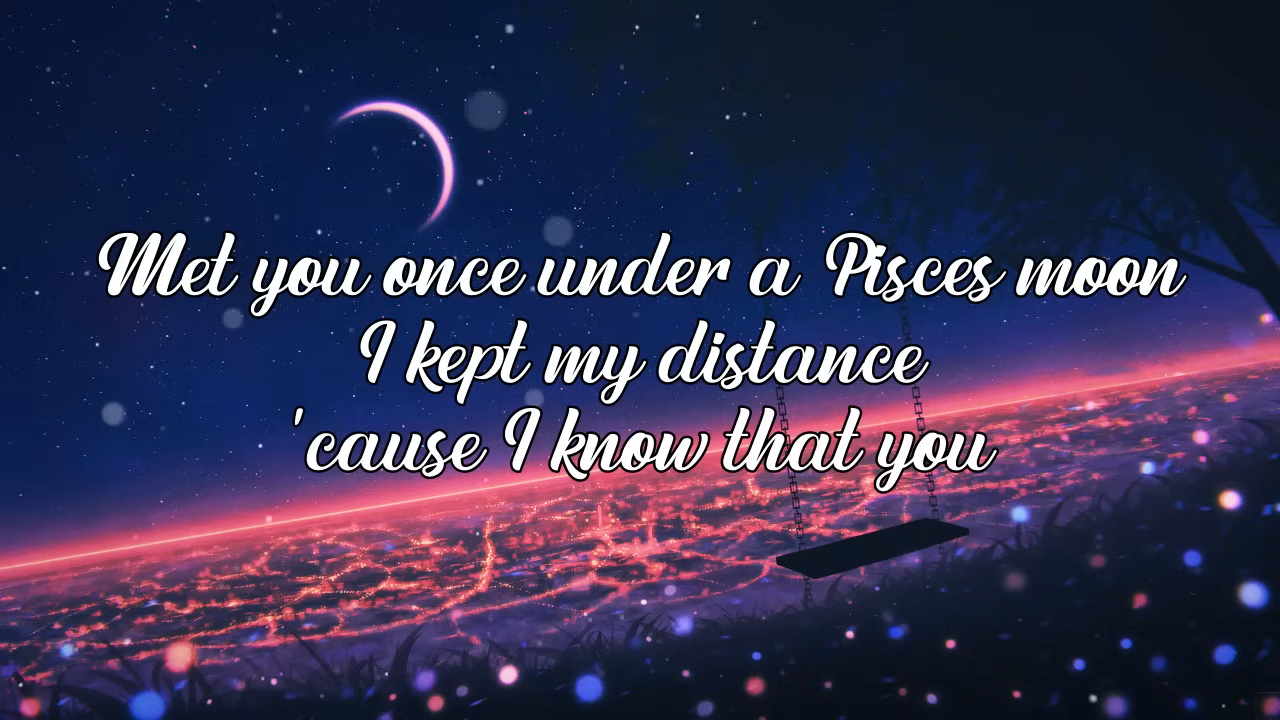 Met you once under a Pisces moon
I kept my distance
'cause I know that you